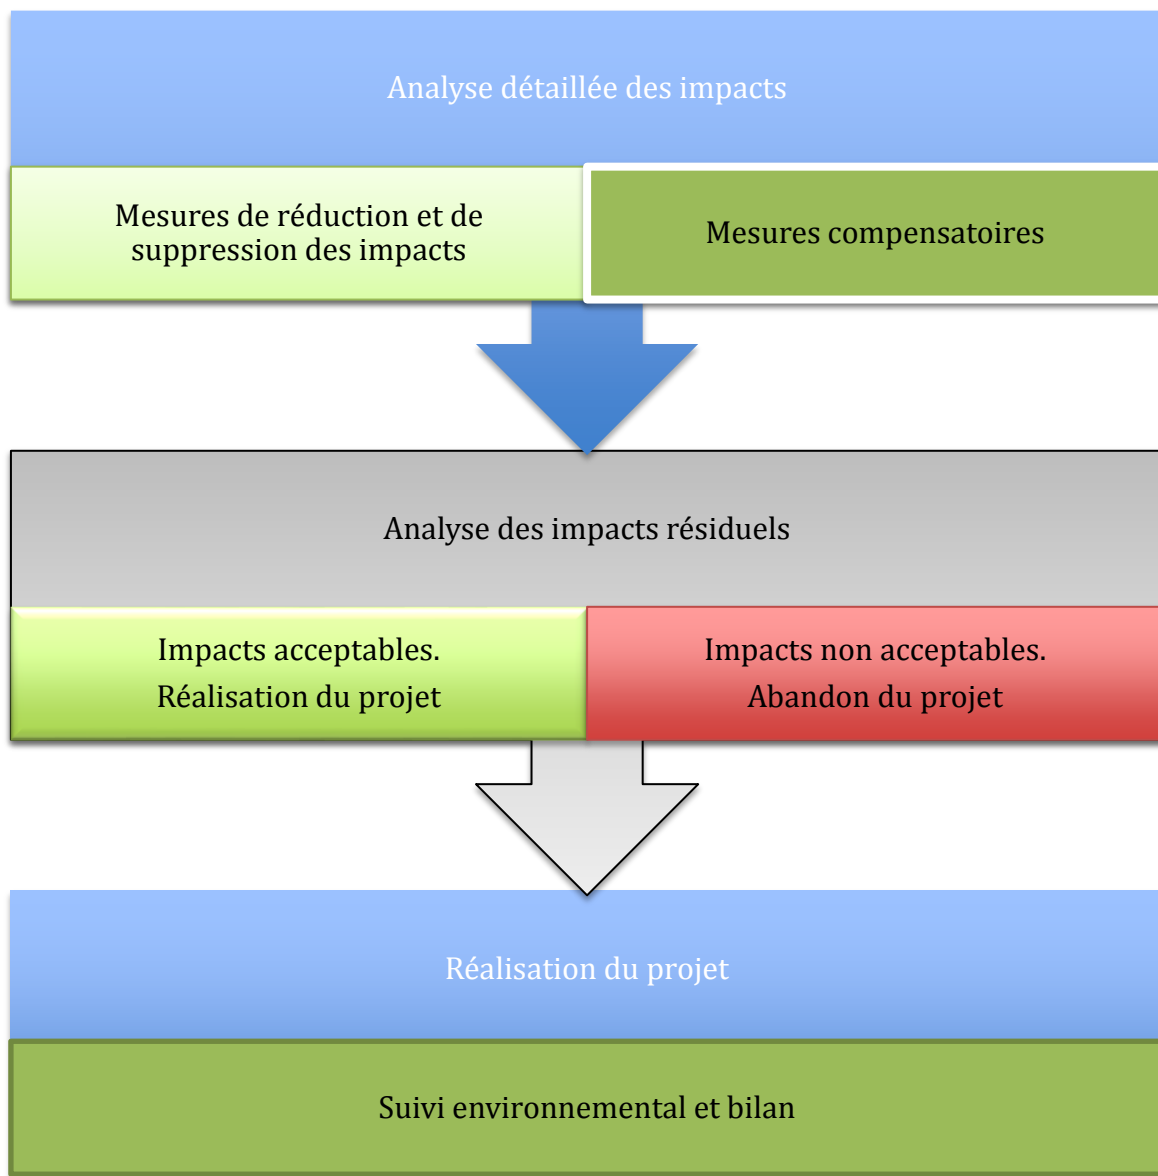 Analyse détaillée des impacts
Mesures de réduction et de
suppression des impacts
Mesures compensatoires
Analyse des impacts résiduels
Impacts acceptables.
Réalisation du projet
Impacts non acceptables.
Abandon du projet
Réalisation du projet
Suivi environnemental et bilan